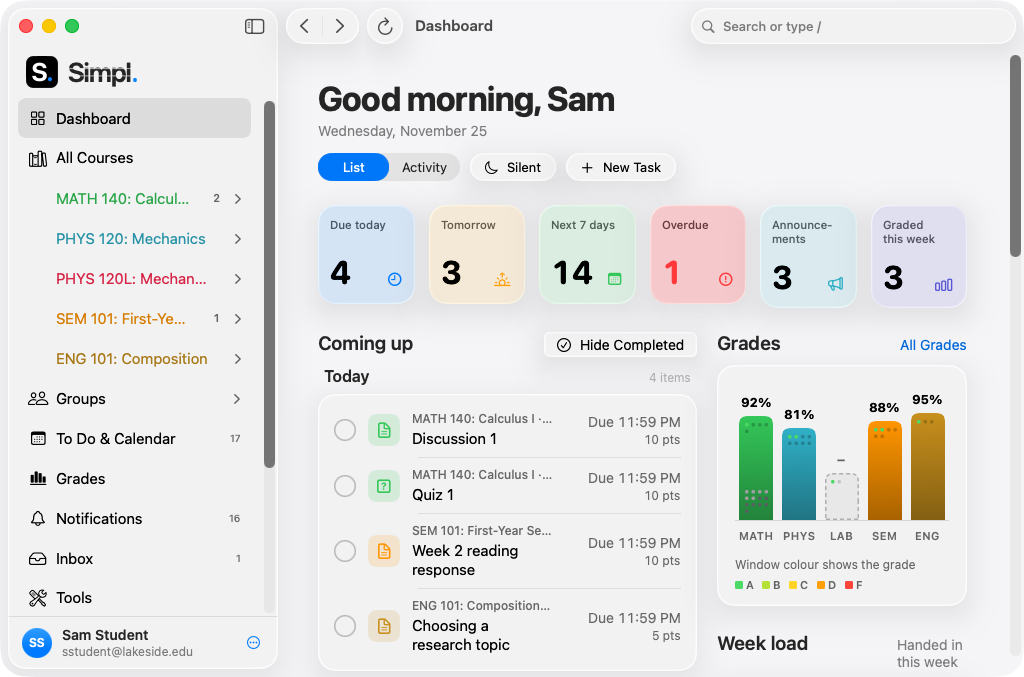 Dashboard
Search or type /
S.
Simpl.
Dashboard
All Courses
MATH 140: Calcul... 2
PHYS 120: Mechanics
PHYS 120L: Mechan...
SEM 101: First-Ye... 1
ENG 101: Composition
Groups
To Do & Calendar 17
Grades
Notifications 16
Inbox 1
Tools
SS
Sam Student
sstudent@lakeside.edu
Good morning, Sam
Wednesday, November 25
List
Activity
Silent
New Task
Due today
4
Tomorrow
3
Next 7 days
14
Overdue
1
Announce-
ments
3
Graded
this week
3
Coming up
Hide Completed
Today
4 items
MATH 140: Calculus I ·...
Discussion 1
Due 11:59 PM
10 pts
MATH 140: Calculus I ·...
Quiz 1
Due 11:59 PM
10 pts
SEM 101: First-Year Se...
Week 2 reading
response
Due 11:59 PM
10 pts
ENG 101: Composition...
Choosing a
research topic
Due 11:59 PM
5 pts
Grades
All Grades
92% 81% – 88% 95%
MATH PHYS LAB SEM ENG
Window colour shows the grade
A B C D F
Week load
Handed in
this week